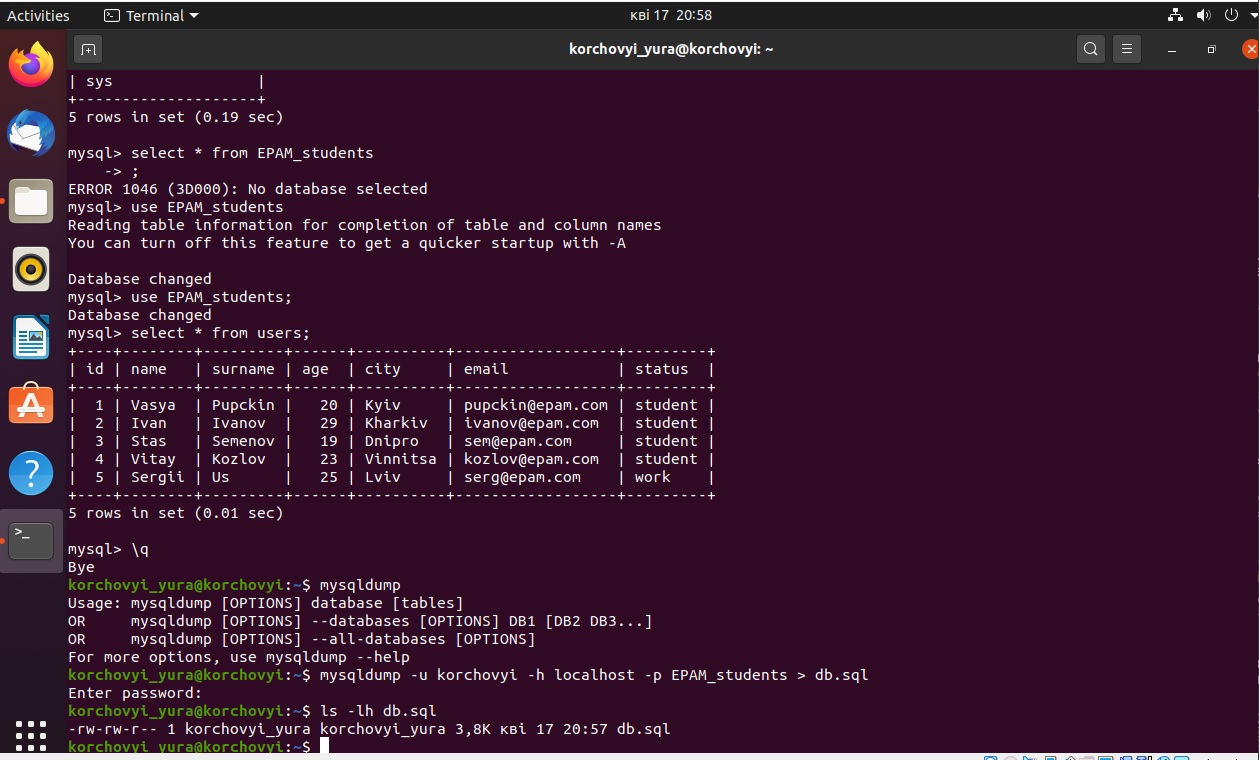 Activities
Terminal
кві 17 20:58
korchovyi_yura@korchovyi: ~
| sys                |
+--------------------+
5 rows in set (0.19 sec)
mysql> select * from EPAM_students
    -> ;
ERROR 1046 (3D000): No database selected
mysql> use EPAM_students
Reading table information for completion of table and column names
You can turn off this feature to get a quicker startup with -A
Database changed
mysql> use EPAM_students;
Database changed
mysql> select * from users;
+----+--------+---------+------+----------+------------------+---------+
| id | name   | surname | age  | city     | email            | status  |
+----+--------+---------+------+----------+------------------+---------+
|  1 | Vasya  | Pupckin |   20 | Kyiv     | pupckin@epam.com | student |
|  2 | Ivan   | Ivanov  |   29 | Kharkiv  | ivanov@epam.com  | student |
|  3 | Stas   | Semenov |   19 | Dnipro   | sem@epam.com     | student |
|  4 | Vitay  | Kozlov  |   23 | Vinnitsa | kozlov@epam.com  | student |
|  5 | Sergii | Us      |   25 | Lviv     | serg@epam.com    | work    |
+----+--------+---------+------+----------+------------------+---------+
5 rows in set (0.01 sec)
mysql> \q
Bye
korchovyi_yura@korchovyi:~$ mysqldump
Usage: mysqldump [OPTIONS] database [tables]
OR     mysqldump [OPTIONS] --databases [OPTIONS] DB1 [DB2 DB3...]
OR     mysqldump [OPTIONS] --all-databases [OPTIONS]
For more options, use mysqldump --help
korchovyi_yura@korchovyi:~$ mysqldump -u korchovyi -h localhost -p EPAM_students > db.sql
Enter password:
korchovyi_yura@korchovyi:~$ ls -lh db.sql
-rw-rw-r-- 1 korchovyi_yura korchovyi_yura 3,8K кві 17 20:57 db.sql
korchovyi_yura@korchovyi:~$